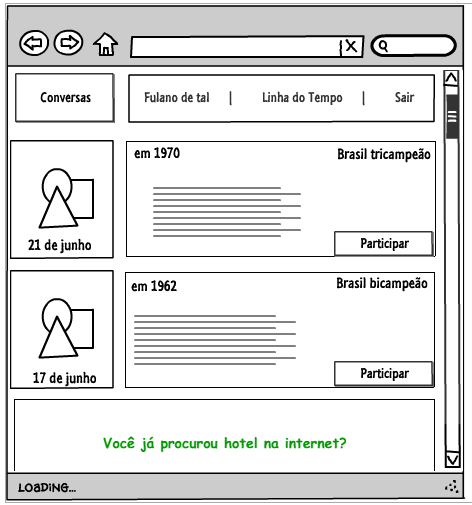 Conversas
Fulano de tal | Linha do Tempo | Sair
em 1970
Brasil tricampeão
21 de junho
Participar
em 1962
Brasil bicampeão
17 de junho
Participar
Você já procurou hotel na internet?
LOADING...